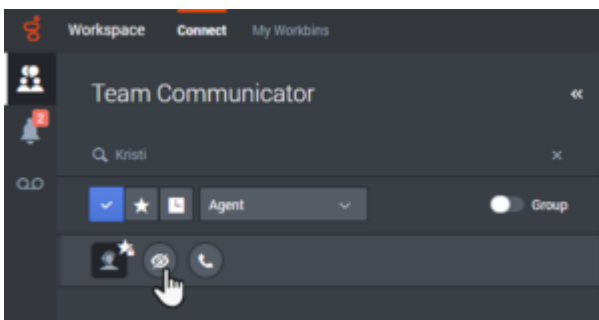 Workspace Connect My Workbins
Team Communicator
2
Kristi
Agent
Group